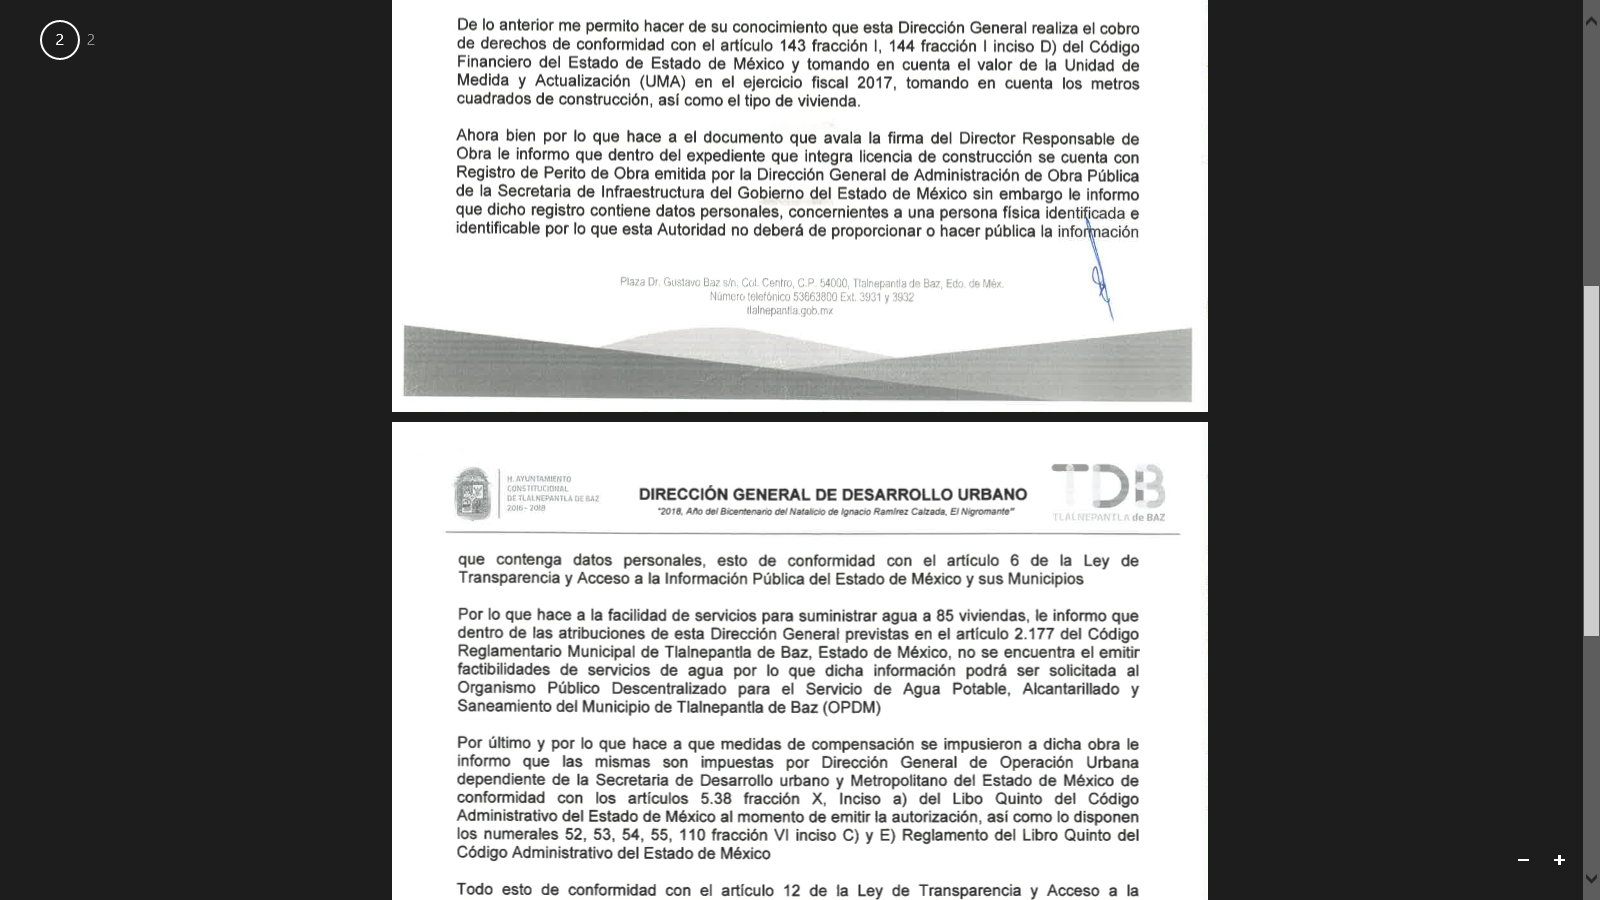 2 2
De lo anterior me permito hacer de su conocimiento que esta Dirección General realiza el cobro
de derechos de conformidad con el artículo 143 fracción I, 144 fracción I inciso D) del Código
Financiero del Estado de Estado de México y tomando en cuenta el valor de la Unidad de
Medida y Actualización (UMA) en el ejercicio fiscal 2017, tomando en cuenta los metros
cuadrados de construcción, así como el tipo de vivienda.
Ahora bien por lo que hace a el documento que avala la firma del Director Responsable de
Obra le informo que dentro del expediente que integra licencia de construcción se cuenta con
Registro de Perito de Obra emitida por la Dirección General de Administración de Obra Pública
de la Secretaria de Infraestructura del Gobierno del Estado de México sin embargo le informo
que dicho registro contiene datos personales, concernientes a una persona física identificada e
identificable por lo que esta Autoridad no deberá de proporcionar o hacer pública la información
Plaza Dr. Gustavo Baz s/n, Col. Centro, C.P. 54000, Tlalnepantla de Baz, Edo. de Méx.
Número telefónico 53663800 Ext. 3931 y 3932
tlalnepantla.gob.mx
H. AYUNTAMIENTO
CONSTITUCIONAL
DE TLALNEPANTLA DE BAZ
2016 - 2018
DIRECCIÓN GENERAL DE DESARROLLO URBANO
"2018, Año del Bicentenario del Natalicio de Ignacio Ramírez Calzada, El Nigromante"
TDB
TLALNEPANTLA de BAZ
que contenga datos personales, esto de conformidad con el artículo 6 de la Ley de
Transparencia y Acceso a la Información Pública del Estado de México y sus Municipios
Por lo que hace a la facilidad de servicios para suministrar agua a 85 viviendas, le informo que
dentro de las atribuciones de esta Dirección General previstas en el artículo 2.177 del Código
Reglamentario Municipal de Tlalnepantla de Baz, Estado de México, no se encuentra el emitir
factibilidades de servicios de agua por lo que dicha información podrá ser solicitada al
Organismo Público Descentralizado para el Servicio de Agua Potable, Alcantarillado y
Saneamiento del Municipio de Tlalnepantla de Baz (OPDM)
Por último y por lo que hace a que medidas de compensación se impusieron a dicha obra le
informo que las mismas son impuestas por Dirección General de Operación Urbana
dependiente de la Secretaria de Desarrollo urbano y Metropolitano del Estado de México de
conformidad con los artículos 5.38 fracción X, Inciso a) del Libo Quinto del Código
Administrativo del Estado de México al momento de emitir la autorización, así como lo disponen
los numerales 52, 53, 54, 55, 110 fracción VI inciso C) y E) Reglamento del Libro Quinto del
Código Administrativo del Estado de México
Todo esto de conformidad con el artículo 12 de la Ley de Transparencia y Acceso a la